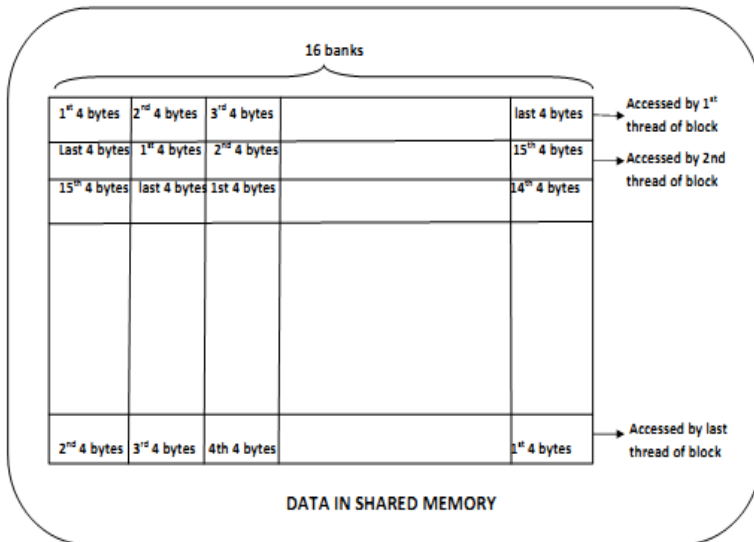 16 banks
1st 4 bytes 2nd 4 bytes 3rd 4 bytes last 4 bytes
Accessed by 1st
thread of block
Last 4 bytes 1st 4 bytes 2nd 4 bytes 15th 4 bytes
Accessed by 2nd
thread of block
15th 4 bytes last 4 bytes 1st 4 bytes 14th 4 bytes
Accessed by last
thread of block
2nd 4 bytes 3rd 4 bytes 4th 4 bytes 1st 4 bytes
DATA IN SHARED MEMORY